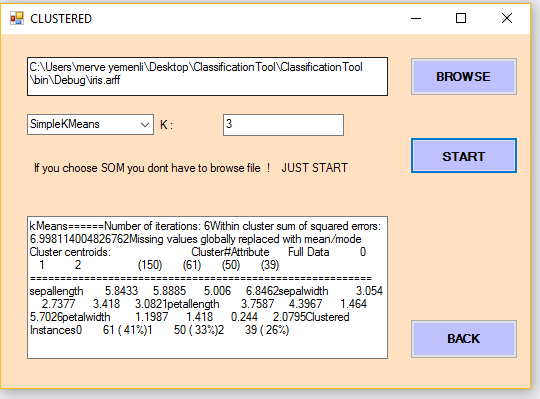 CLUSTERED
C:\Users\merve yemenli\Desktop\ClassificationTool\ClassificationTool
\bin\Debug\iris.arff
BROWSE
SimpleKMeans K : 3
START
If you choose SOM you dont have to browse file ! JUST START
kMeans======Number of iterations: 6Within cluster sum of squared errors:
6.998114004826762Missing values globally replaced with mean/mode
Cluster centroids: Cluster#Attribute Full Data 0
1 2 (150) (61) (50) (39)
=========================================================
sepallength 5.8433 5.8885 5.006 6.8462sepalwidth 3.054
2.7377 3.418 3.0821petallength 3.7587 4.3967 1.464
5.7026petalwidth 1.1987 1.418 0.244 2.0795Clustered
Instances0 61 ( 41%)1 50 ( 33%)2 39 ( 26%)
BACK